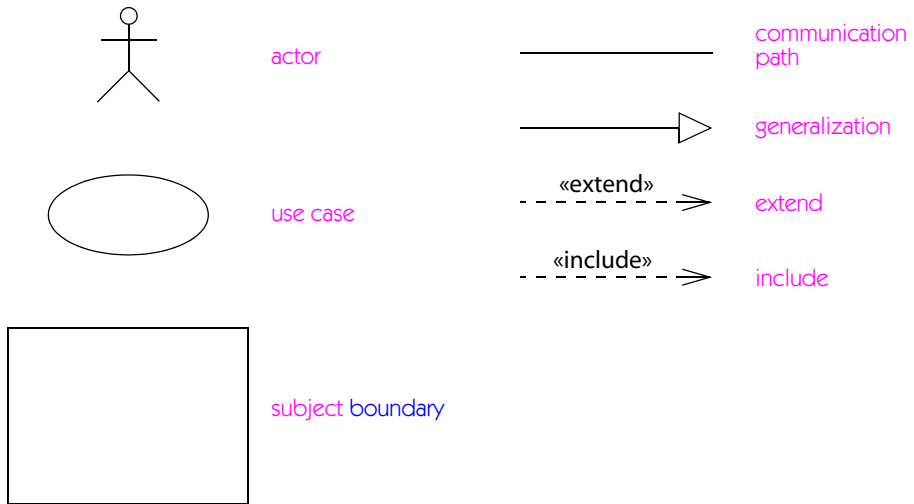 actor
use case
subject boundary
communication
path
generalization
«extend»
extend
«include»
include